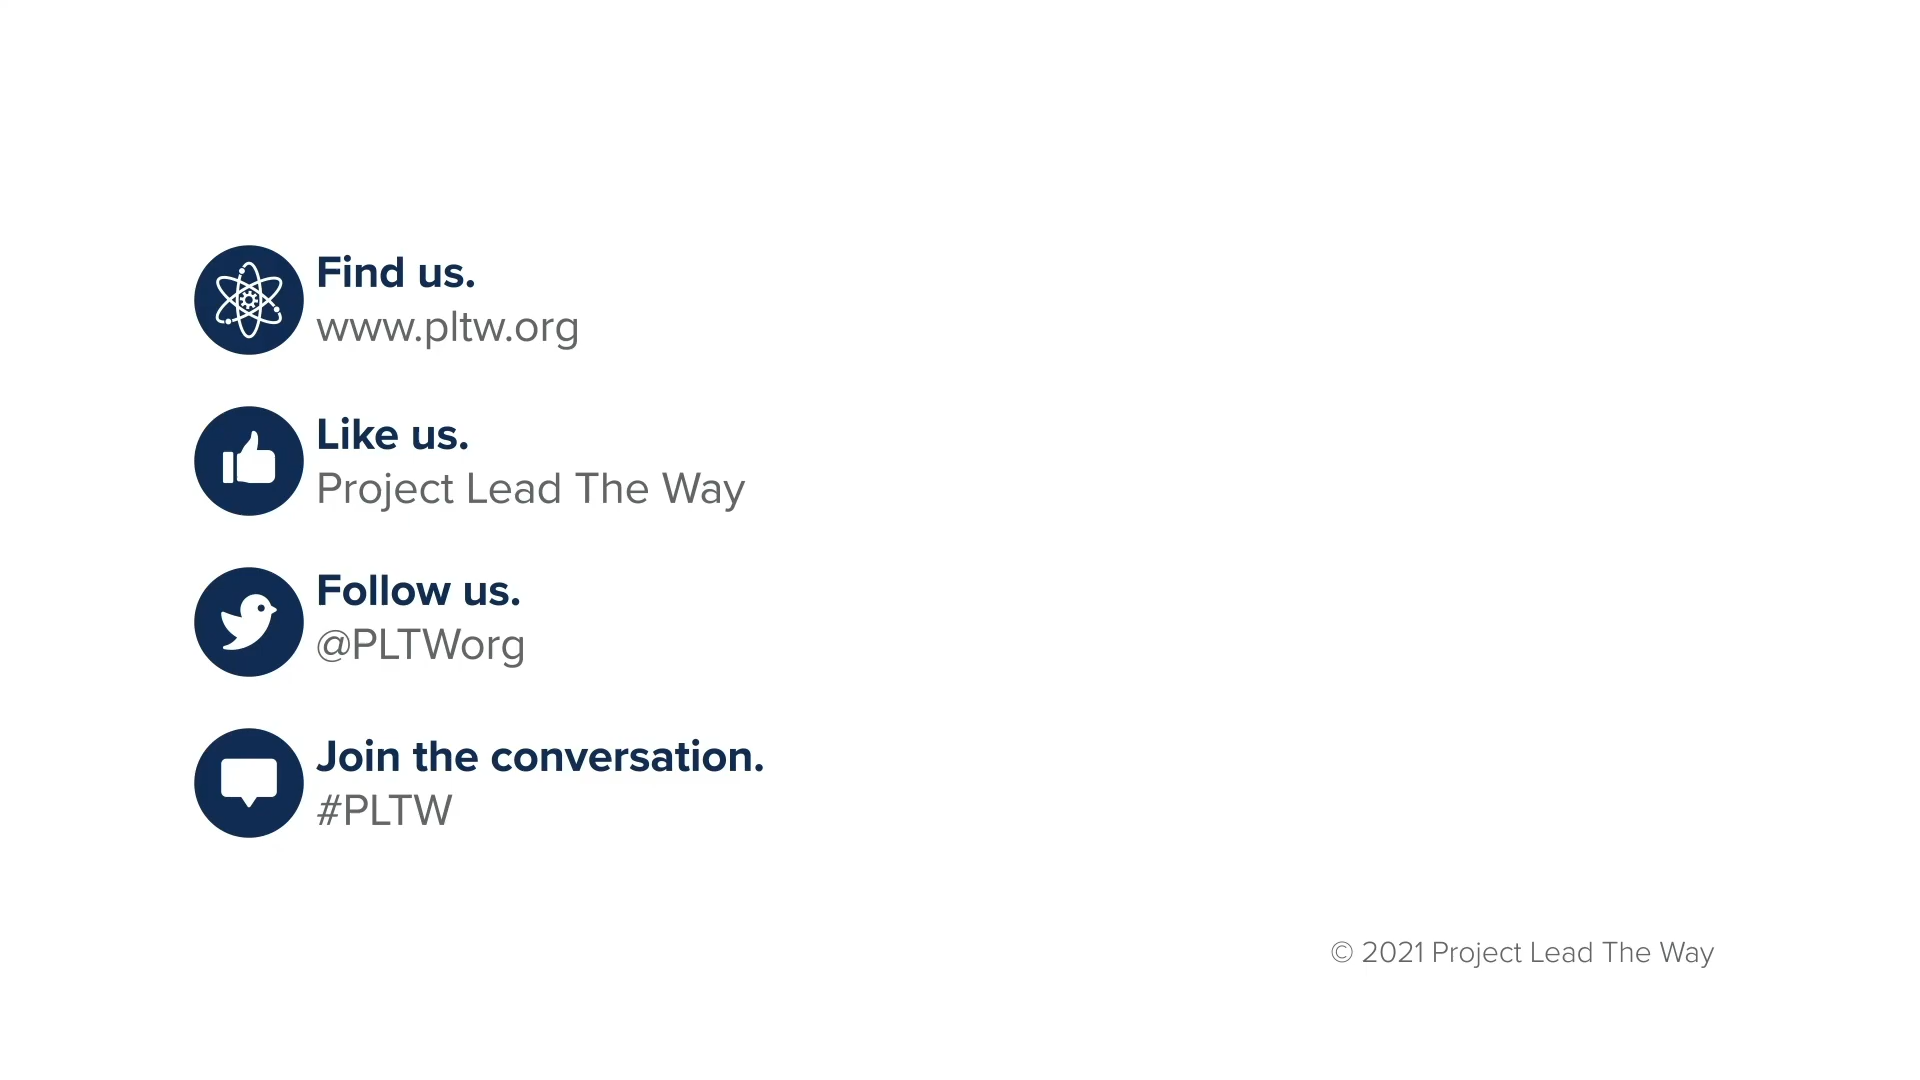 Find us.
www.pltw.org
Like us.
Project Lead The Way
Follow us.
@PLTWorg
Join the conversation.
#PLTW
© 2021 Project Lead The Way